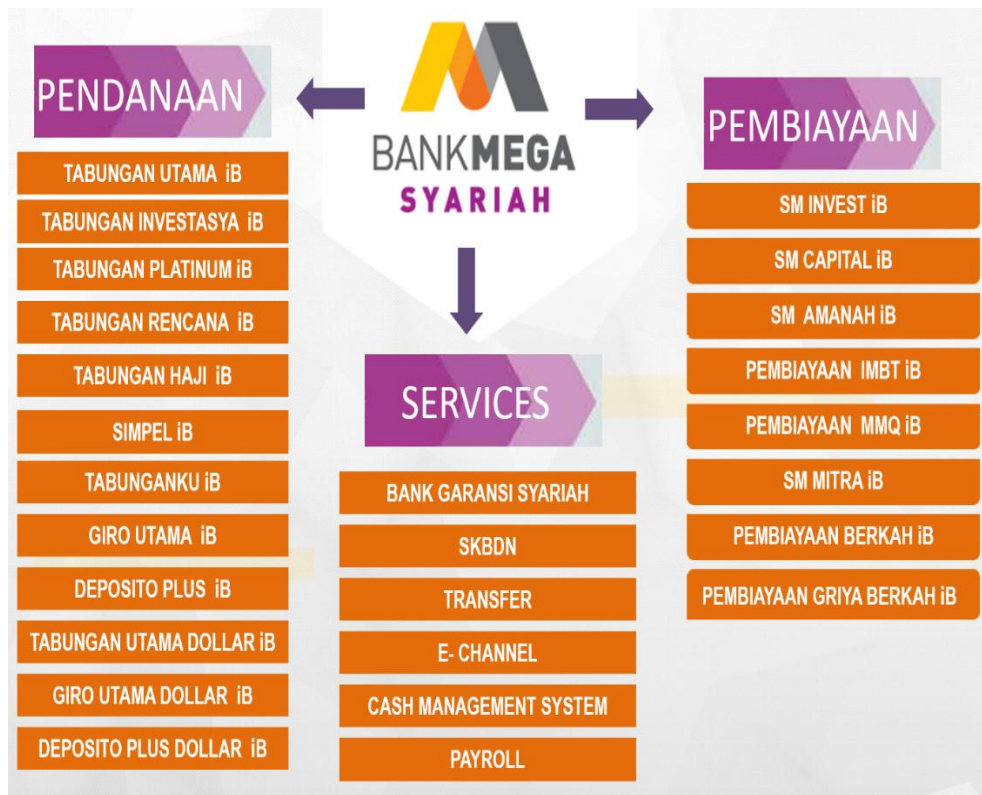 BANKMEGA
SYARIAH
PENDANAAN
TABUNGAN UTAMA iB
TABUNGAN INVESTASYA iB
TABUNGAN PLATINUM iB
TABUNGAN RENCANA iB
TABUNGAN HAJI iB
SIMPEL iB
TABUNGANKU iB
GIRO UTAMA iB
DEPOSITO PLUS iB
TABUNGAN UTAMA DOLLAR iB
GIRO UTAMA DOLLAR iB
DEPOSITO PLUS DOLLAR iB
SERVICES
BANK GARANSI SYARIAH
SKBDN
TRANSFER
E- CHANNEL
CASH MANAGEMENT SYSTEM
PAYROLL
PEMBIAYAAN
SM INVEST iB
SM CAPITAL iB
SM AMANAH iB
PEMBIAYAAN IMBT iB
PEMBIAYAAN MMQ iB
SM MITRA iB
PEMBIAYAAN BERKAH iB
PEMBIAYAAN GRIYA BERKAH iB